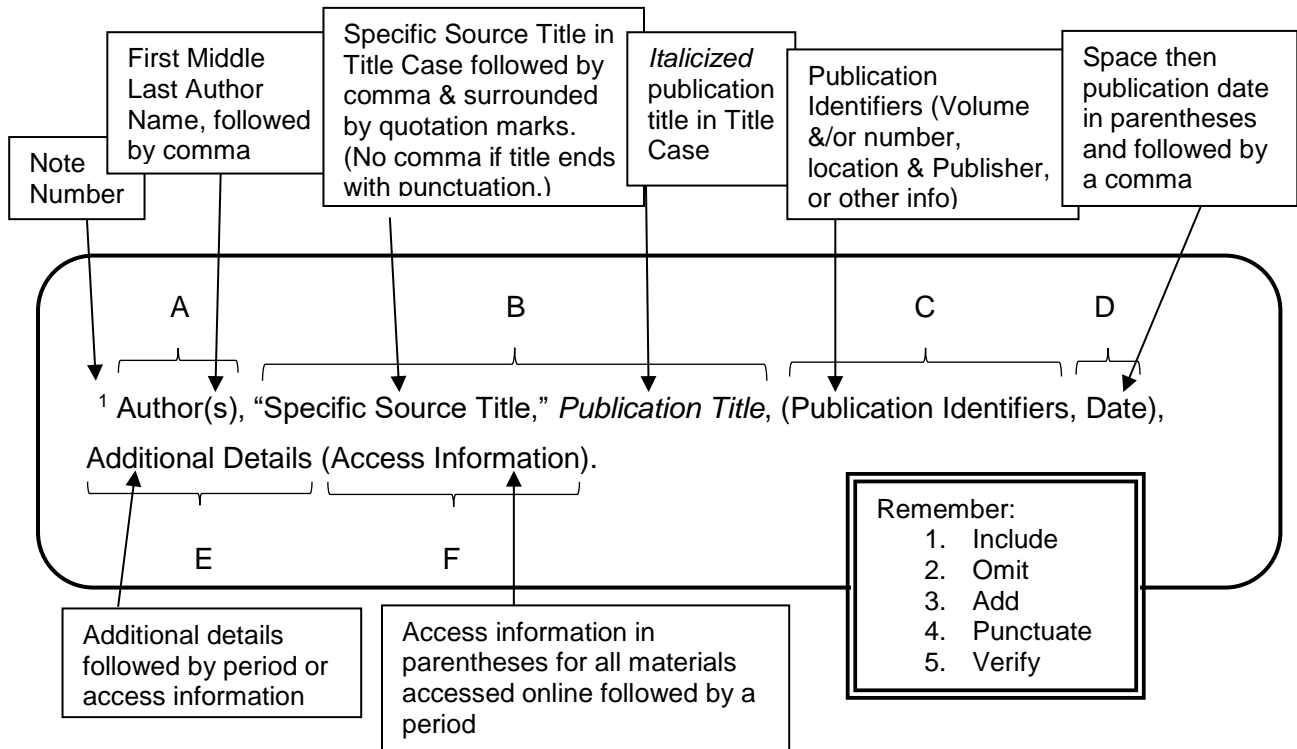 Note
Number
First Middle
Last Author
Name, followed
by comma
Specific Source Title in
Title Case followed by
comma & surrounded
by quotation marks.
(No comma if title ends
with punctuation.)
Italicized
publication
title in Title
Case
Publication
Identifiers (Volume
&/or number,
location & Publisher,
or other info)
Space then
publication date
in parentheses
and followed by
a comma
A
B
C
D
1 Author(s), “Specific Source Title,” Publication Title, (Publication Identifiers, Date),
Additional Details (Access Information).
E
F
Remember:
1. Include
2. Omit
3. Add
4. Punctuate
5. Verify
Additional details
followed by period or
access information
Access information in
parentheses for all materials
accessed online followed by a
period